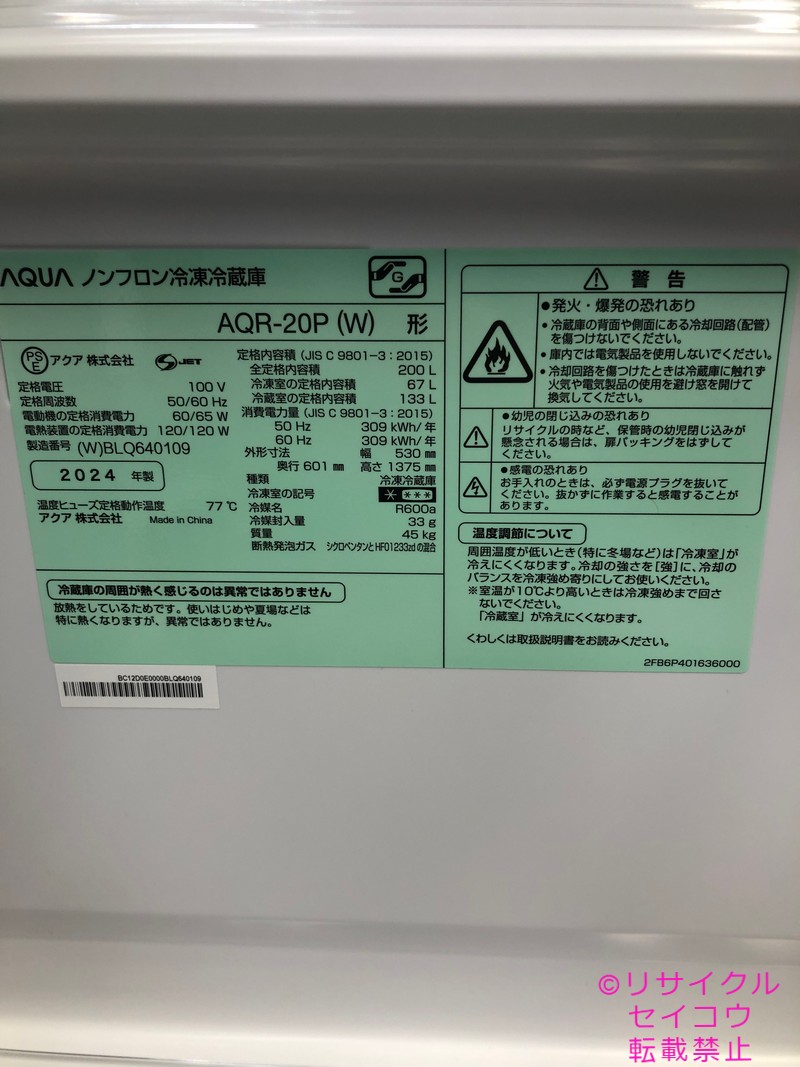 AQUA ノンフロン冷凍冷蔵庫
G
AQR-20P (W) 形
PS E アクア 株式会社 S JET
定格電圧 100 V
定格周波数 50/60 Hz
電動機の定格消費電力 60/65 W
電熱装置の定格消費電力 120/120 W
製造番号 (W)BLQ640109
2024 年製
温度ヒューズ定格動作温度 77 ℃
アクア 株式会社 Made in China
定格内容積 (JIS C 9801-3 : 2015)
全定格内容積 200 L
冷凍室の定格内容積 67 L
冷蔵室の定格内容積 133 L
消費電力量 (JIS C 9801-3 : 2015)
50 Hz 309 kWh/年
60 Hz 309 kWh/年
外形寸法 幅 530 ㎜
奥行 601 ㎜ 高さ 1375 ㎜
種類 冷凍冷蔵庫
冷凍室の記号 * ***
冷媒名 R600a
冷媒封入量 33 g
質量 45 kg
断熱発泡ガス シクロペンタンとHFO1233zdの混合
冷蔵庫の周囲が熱く感じるのは異常ではありません
放熱をしているためです。使いはじめや夏場などは
特に熱くなりますが、異常ではありません。
警告
●発火・爆発の恐れあり
・冷蔵庫の背面や側面にある冷却回路(配管)
を傷つけないでください。
・庫内では電気製品を使用しないでください。
・冷却回路を傷つけたときは冷蔵庫に触れず
火気や電気製品の使用を避け窓を開けて
換気してください。
●幼児の閉じ込みの恐れあり
リサイクルの時など、保管時の幼児閉じ込みが
懸念される場合は、扉パッキングをはずして
ください。
●感電の恐れあり
お手入れのときは、必ず電源プラグを抜いて
ください。抜かずに作業すると感電することが
あります。
温度調節について
周囲温度が低いとき(特に冬場など)は「冷凍室」が
冷えにくくなります。冷却の強さを[強]に、冷却の
バランスを冷凍強め寄りにしてお使いください。
※室温が10℃より高いときは冷凍強めまで回さ
ないでください。
「冷蔵室」が冷えにくくなります。
くわしくは取扱説明書をお読みください。
2FB6P401636000
BC12D0E0000BLQ640109
©リサイクル
セイコウ
転載禁止